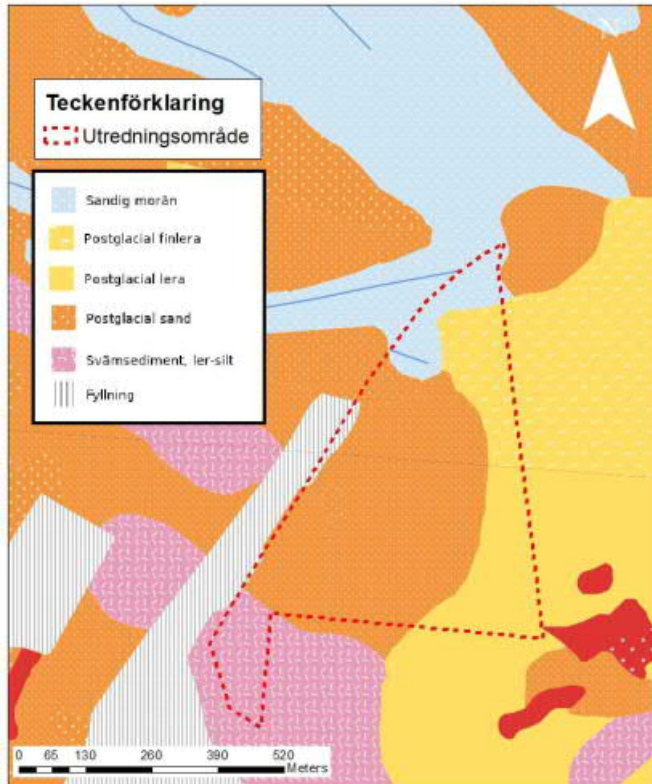 N
Teckenförklaring
Utredningsområde
Sandig morän
Postglacial finlera
Postglacial lera
Postglacial sand
Svämsediment, ler-silt
Fyllning
0 65 130 260 390 520
Meters